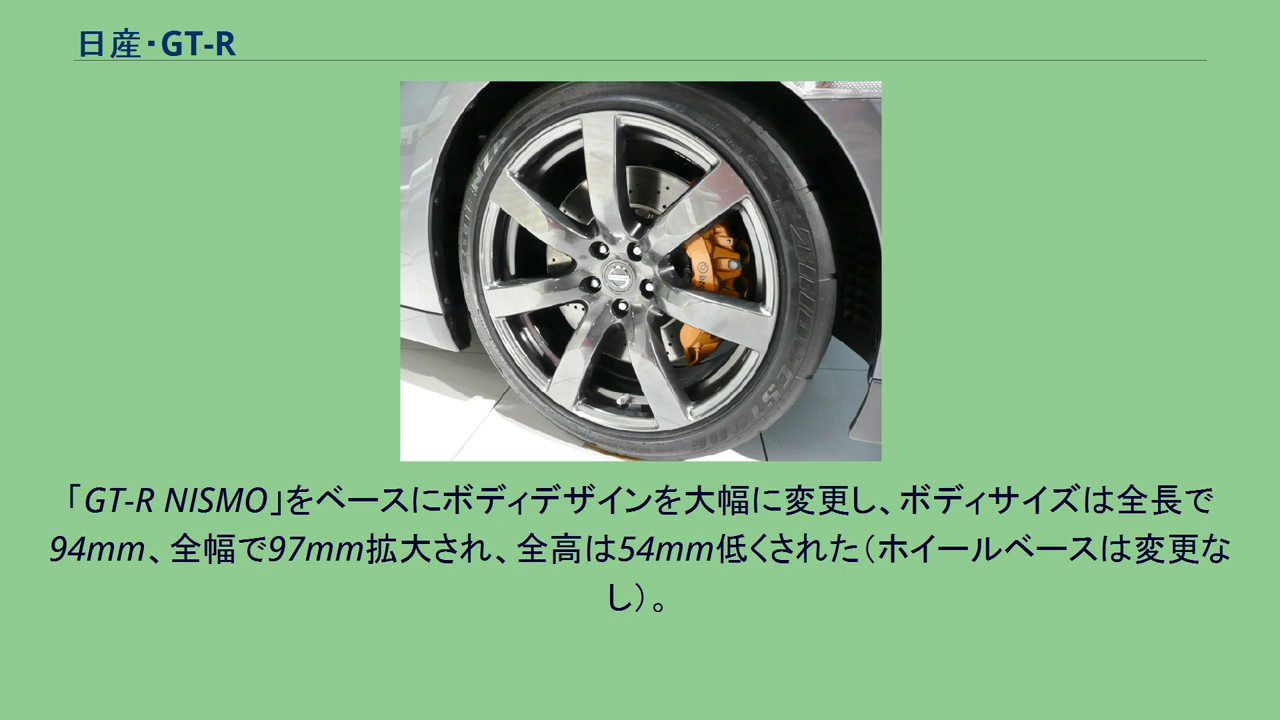 日産・GT-R
「GT-R NISMO」をベースにボディデザインを大幅に変更し、ボディサイズは全長で
94mm、全幅で97mm拡大され、全高は54mm低くされた（ホイールベースは変更な
し）。